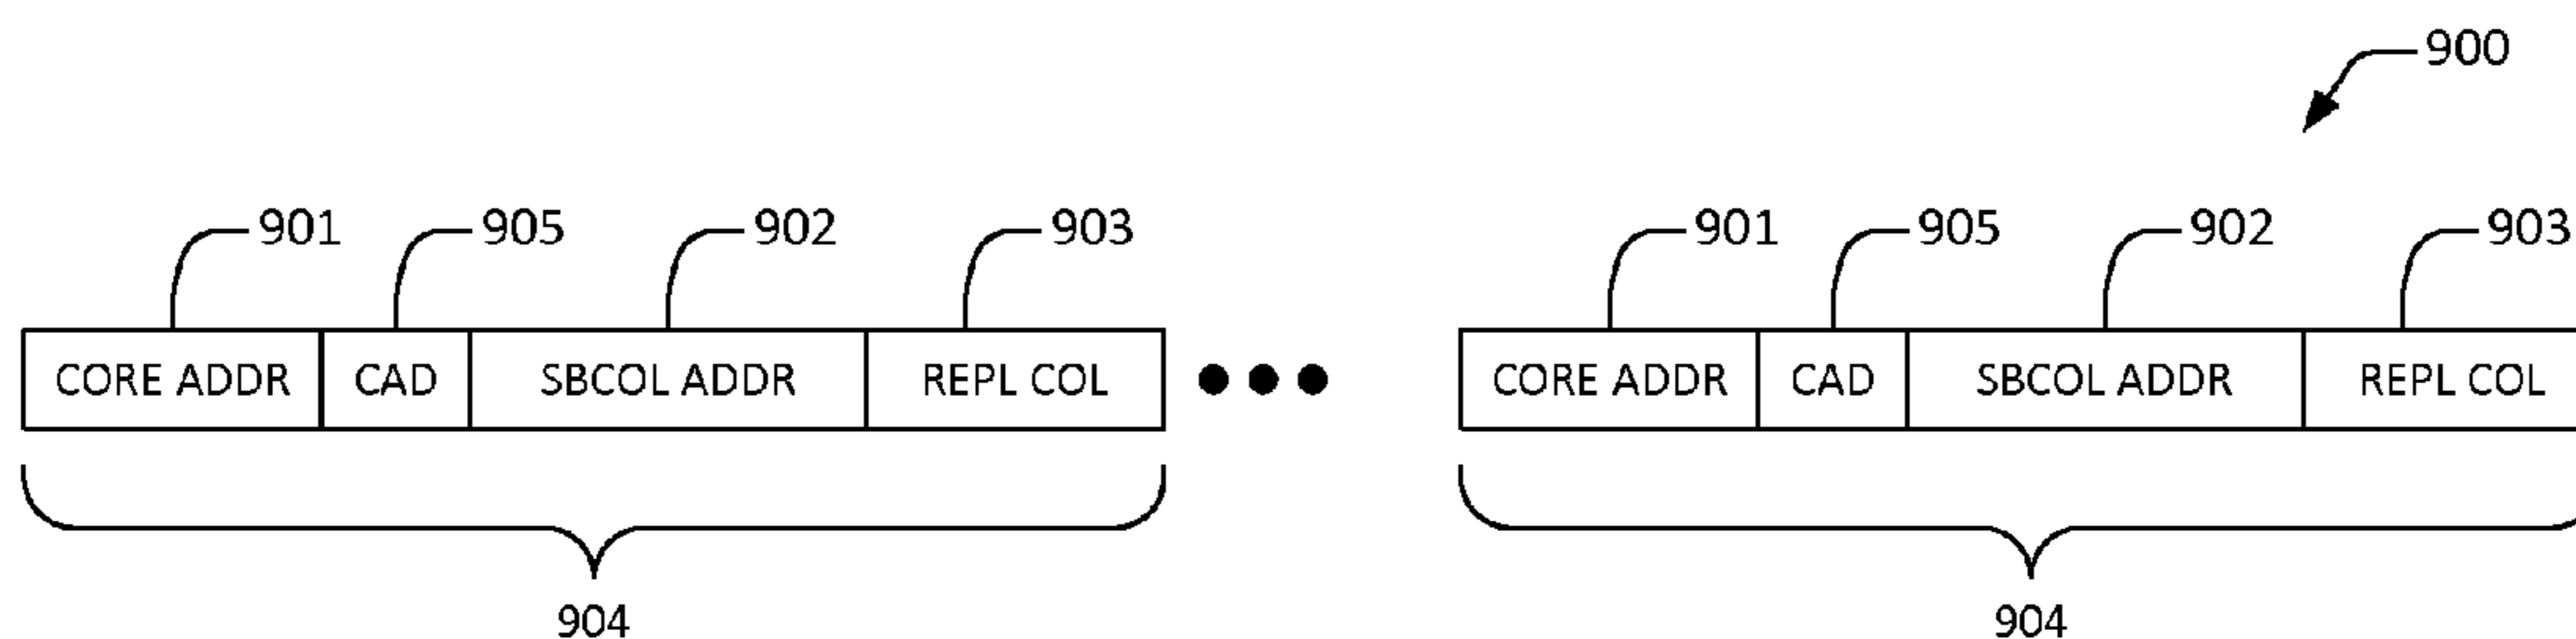 900
901 905 902 903 901 905 902 903
CORE ADDR CAD SBCOL ADDR REPL COL CORE ADDR CAD SBCOL ADDR REPL COL
904 904